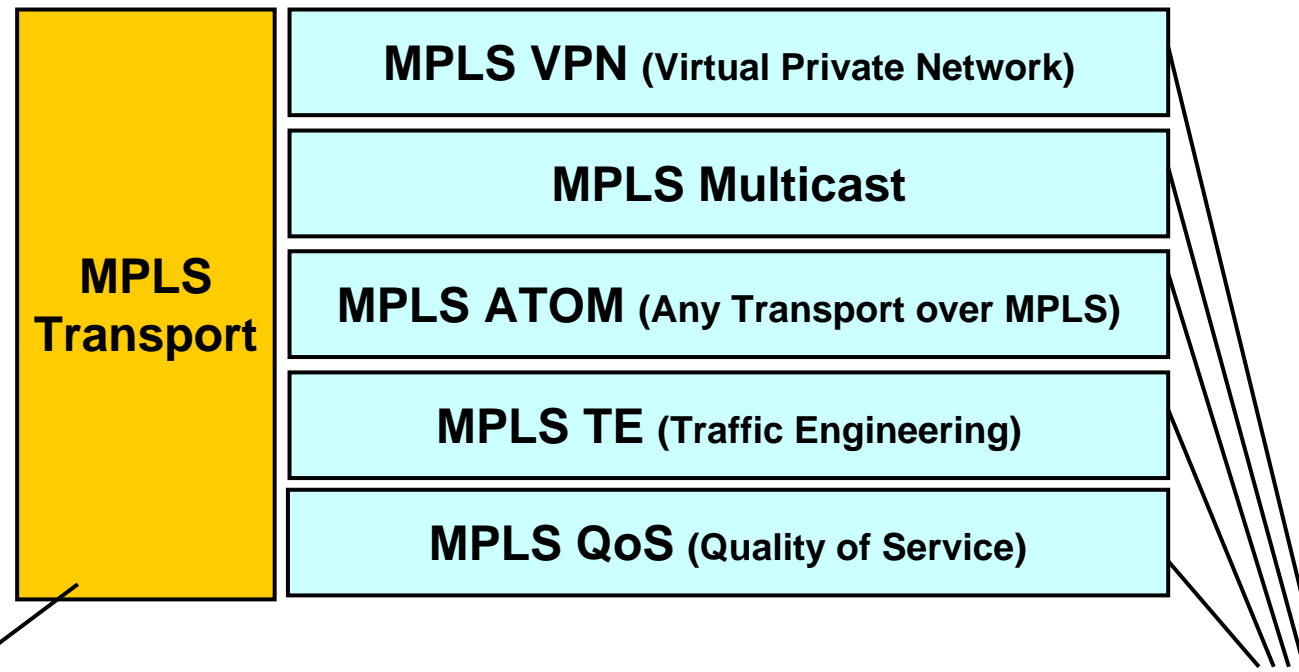 MPLS
Transport
MPLS VPN (Virtual Private Network)
MPLS Multicast
MPLS ATOM (Any Transport over MPLS)
MPLS TE (Traffic Engineering)
MPLS QoS (Quality of Service)